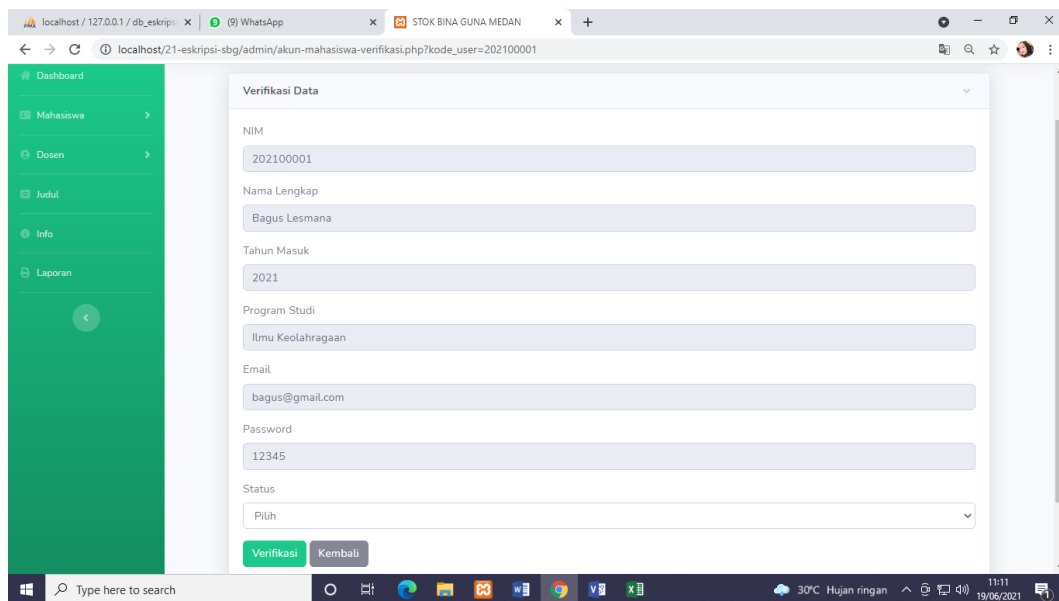 localhost / 127.0.0.1 / db_eskrips
(9) WhatsApp
STOK BINA GUNA MEDAN
localhost/21-eskripsi-sbg/admin/akun-mahasiswa-verifikasi.php?kode_user=202100001
Dashboard
Mahasiswa
Dosen
Judul
Info
Laporan
Verifikasi Data
NIM
202100001
Nama Lengkap
Bagus Lesmana
Tahun Masuk
2021
Program Studi
Ilmu Keolahragaan
Email
bagus@gmail.com
Password
12345
Status
Pilih
Verifikasi Kembali
Type here to search
30°C Hujan ringan
11:11
19/06/2021